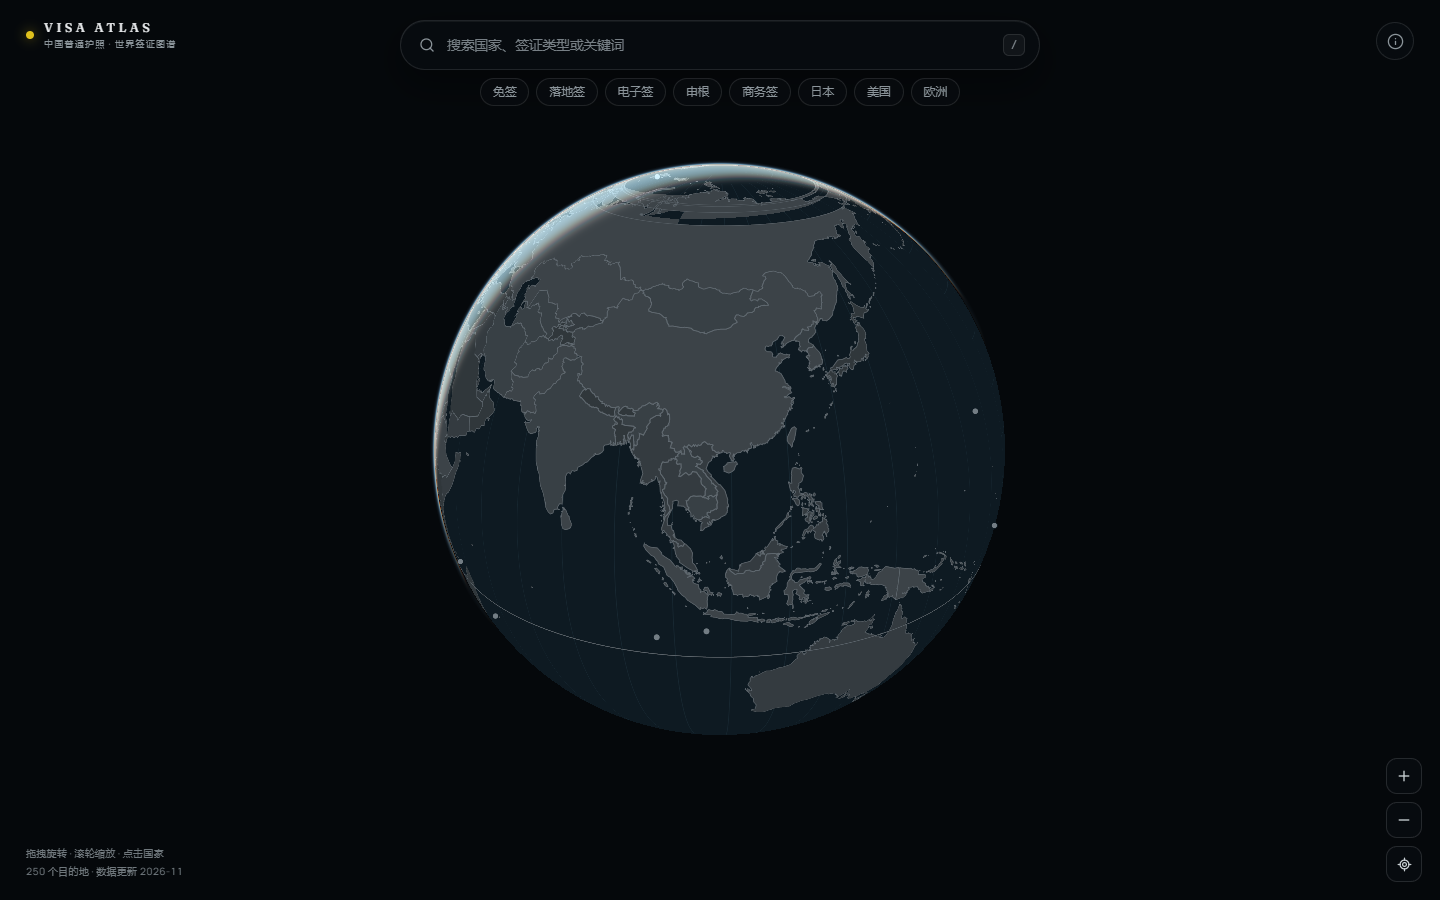 VISA ATLAS
中国普通护照 · 世界签证图谱
搜索国家、签证类型或关键词
/
免签
落地签
电子签
申根
商务签
日本
美国
欧洲
拖拽旋转 · 滚轮缩放 · 点击国家
250 个目的地 · 数据更新 2026-11